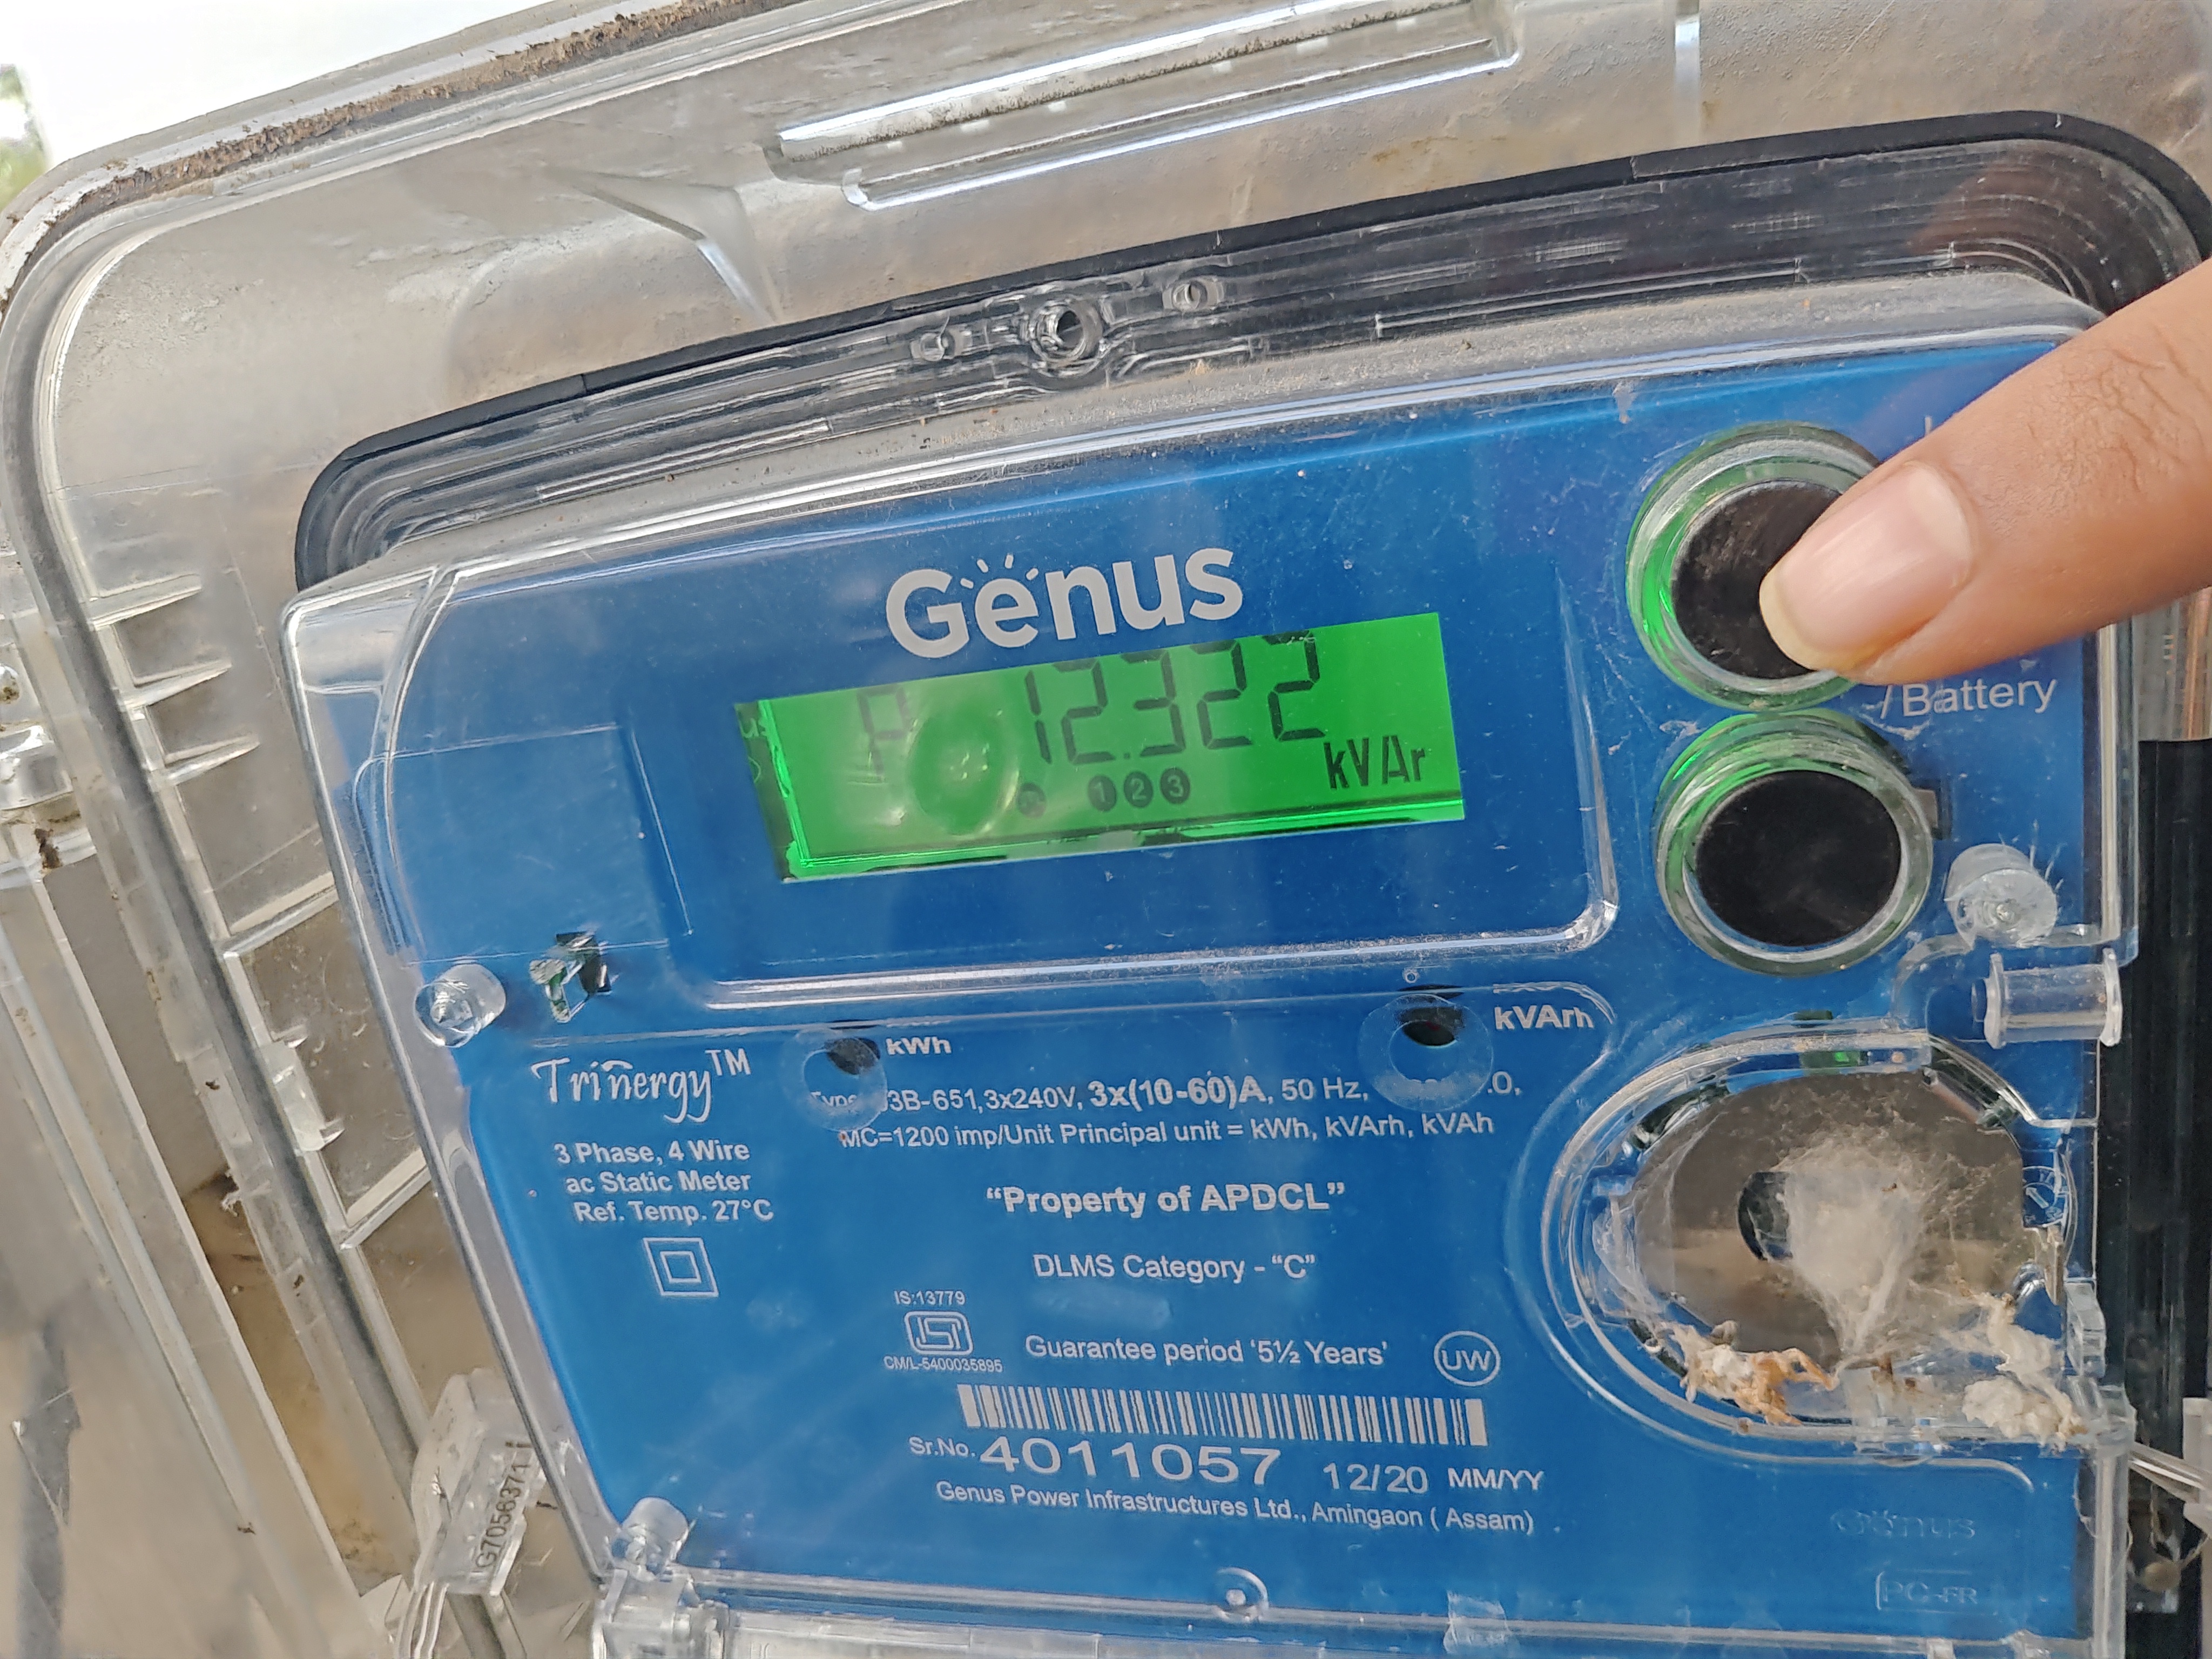 Genus
P 12.322
kVAr
1 2 3
/Battery
kWh
kVArh
Trinergy™
3B-651,3x240V, 3x(10-60)A, 50 Hz,
MC=1200 imp/Unit Principal unit = kWh, kVArh, kVAh
3 Phase, 4 Wire
ac Static Meter
Ref. Temp. 27°C
“Property of APDCL”
DLMS Category - “C”
IS:13779
ISI
CM/L-5400035895
Guarantee period ‘5½ Years’
UW
Sr.No. 4011057 12/20 MM/YY
Genus Power Infrastructures Ltd., Amingaon ( Assam)
Genus
PC-FR